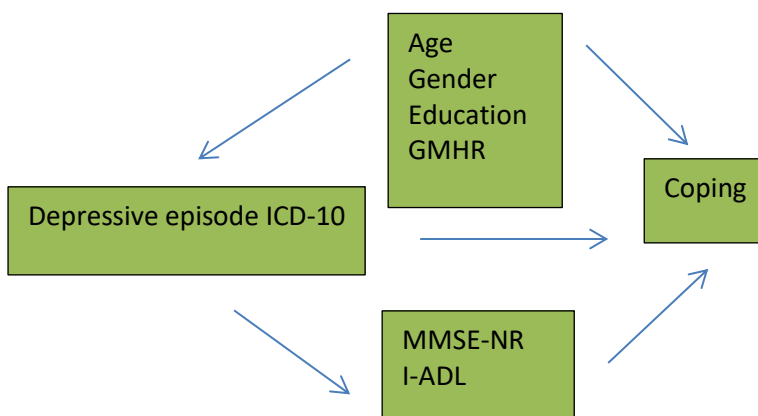 Age
Gender
Education
GMHR
Depressive episode ICD-10
Coping
MMSE-NR
I-ADL